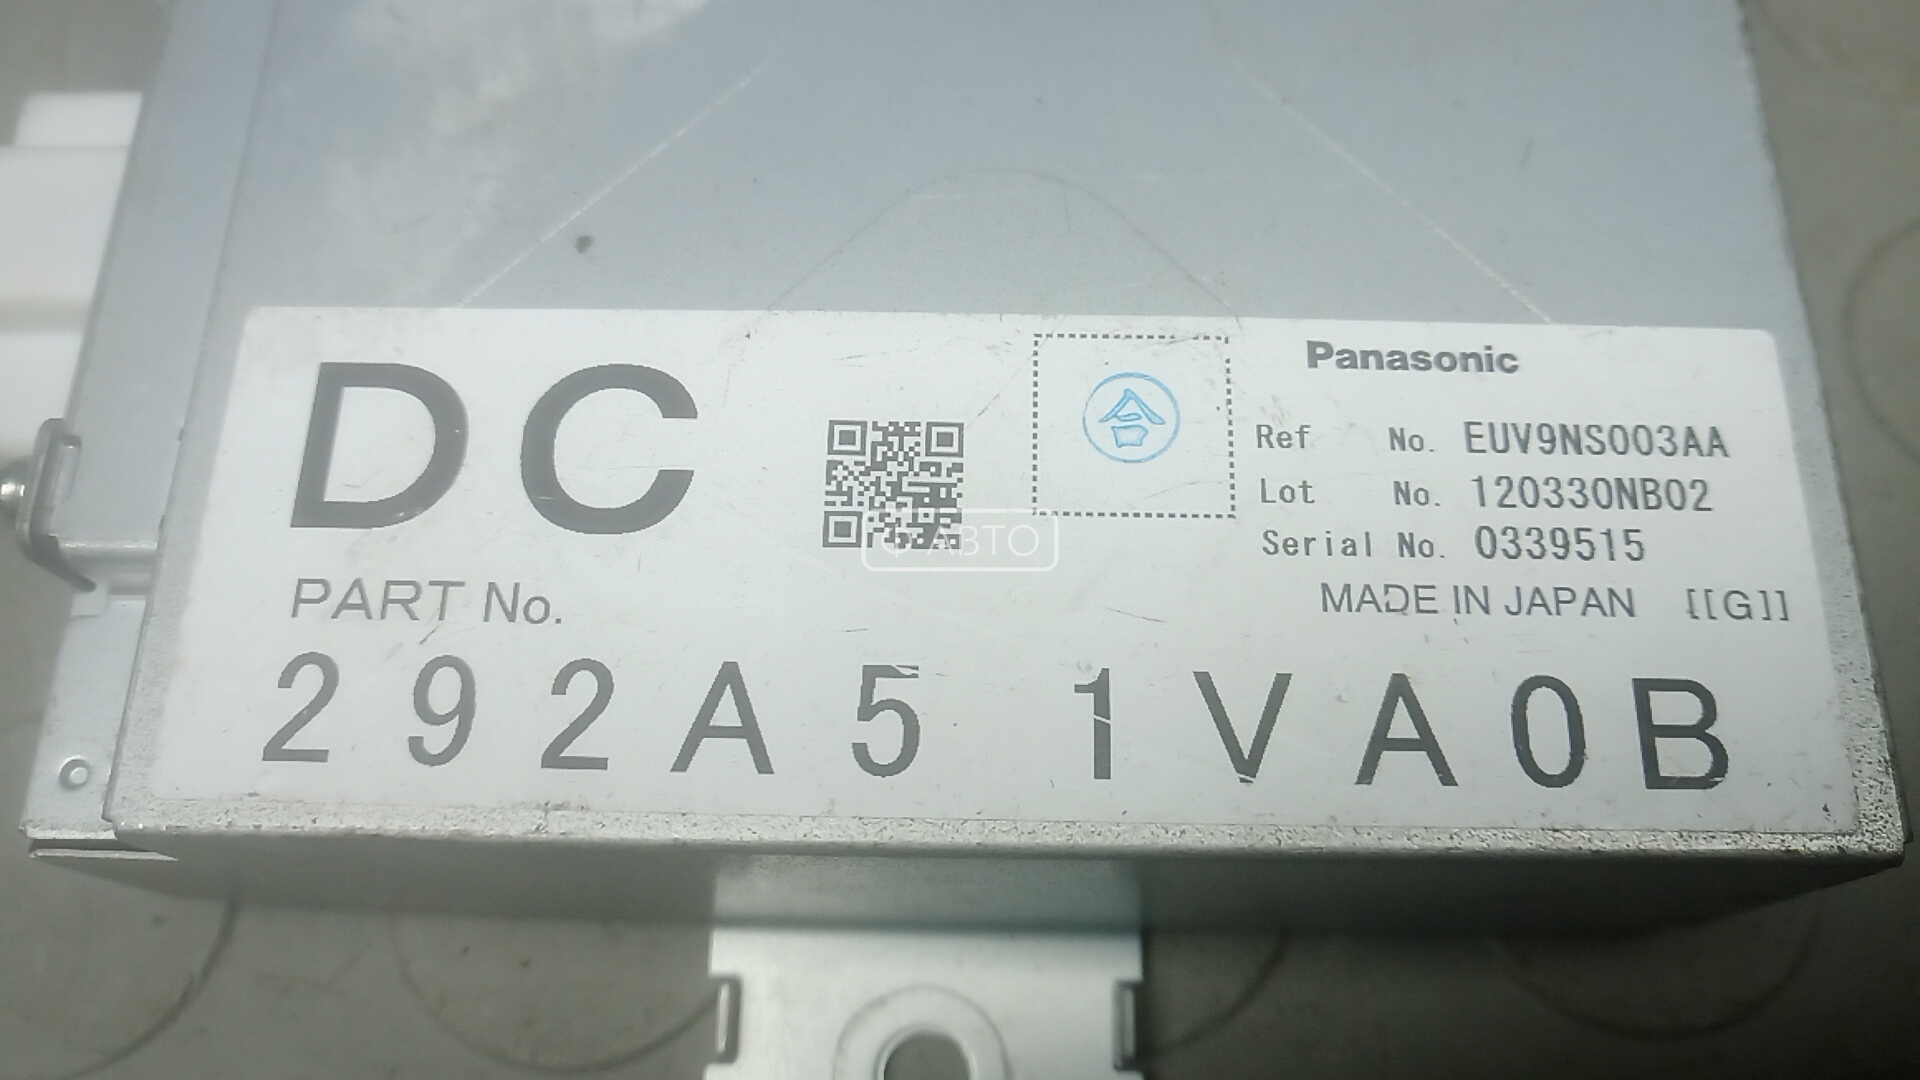 DC
合
Panasonic
Ref No. EUV9NS003AA
Lot No. 120330NB02
Serial No. 0339515
MADE IN JAPAN [[G]]
Ф АВТО
PART No.
292A5 1VA0B